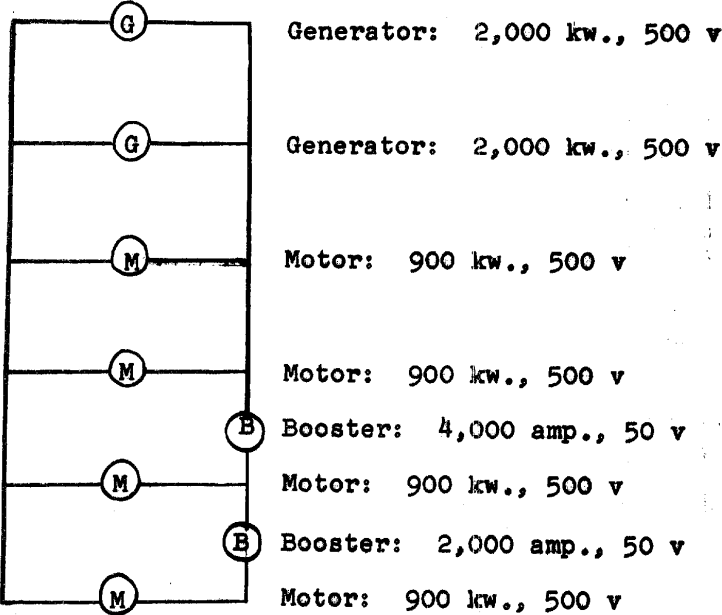 G Generator: 2,000 kw., 500 v
G Generator: 2,000 kw., 500 v
M Motor: 900 kw., 500 v
M Motor: 900 kw., 500 v
B Booster: 4,000 amp., 50 v
M Motor: 900 kw., 500 v
B Booster: 2,000 amp., 50 v
M Motor: 900 kw., 500 v